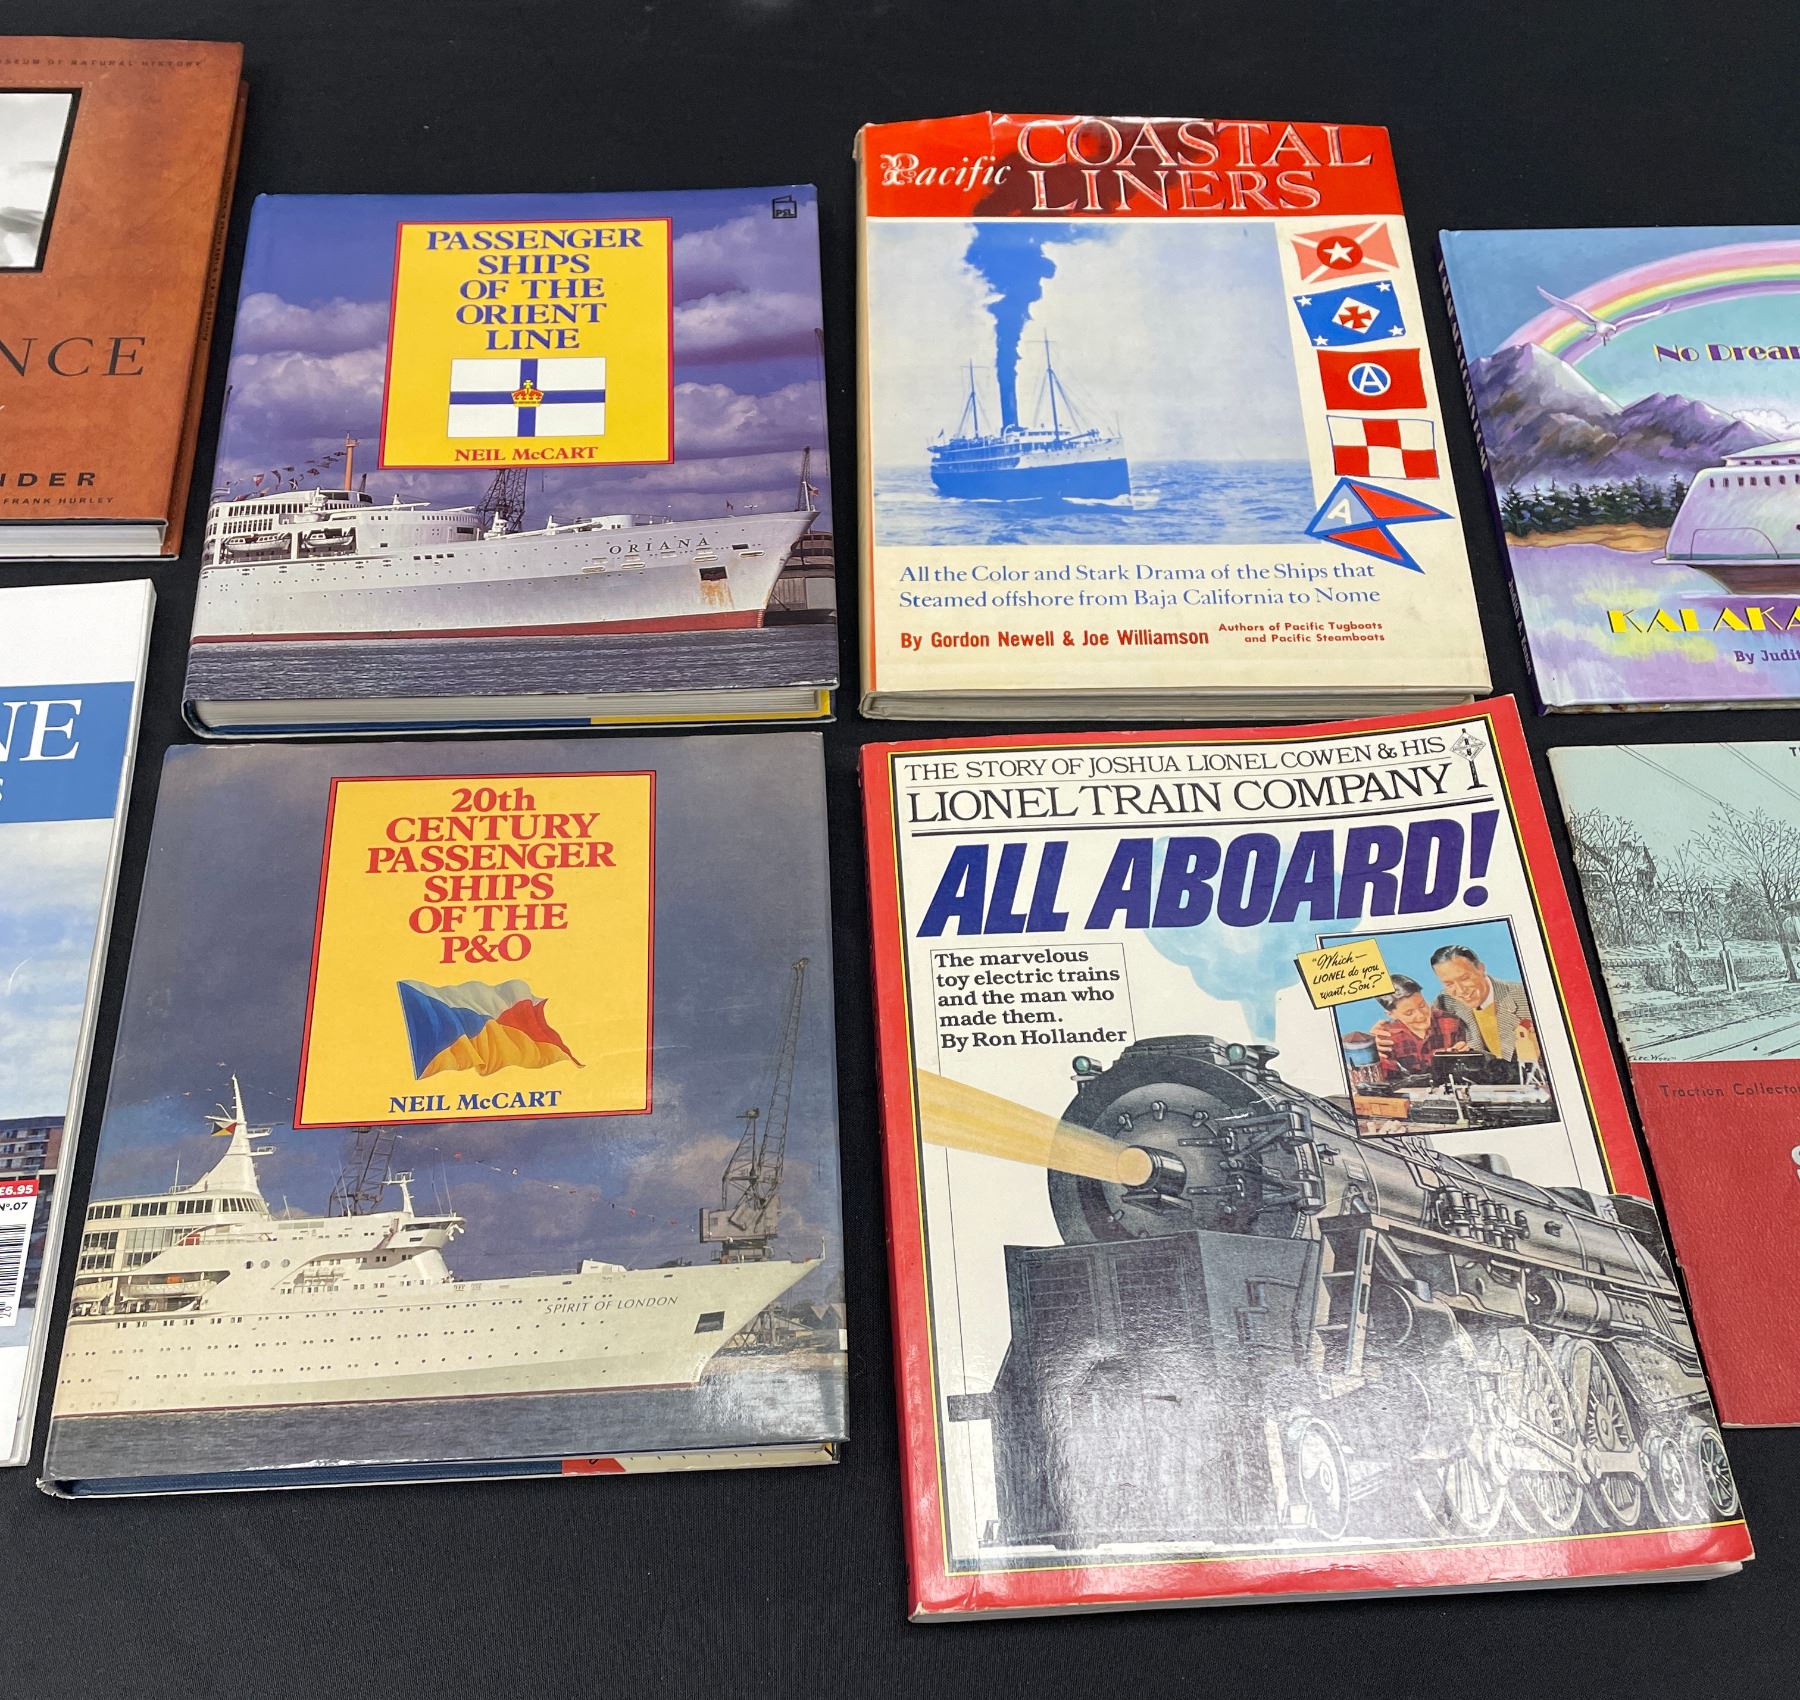 OF NATURAL HISTORY
NCE
NDER
FRANK HURLEY
PSL
PASSENGER
SHIPS
OF THE
ORIENT
LINE
NEIL McCART
ORIANA
Pacific COASTAL
LINERS
A
A
All the Color and Stark Drama of the Ships that
Steamed offshore from Baja California to Nome
By Gordon Newell & Joe Williamson
Authors of Pacific Tugboats
and Pacific Steamboats
No Drea
KALAKA
By Judit
NE
S
£6.95
Nº.07
20th
CENTURY
PASSENGER
SHIPS
OF THE
P&O
NEIL McCART
SPIRIT OF LONDON
THE STORY OF JOSHUA LIONEL COWEN & HIS
LIONEL TRAIN COMPANY
ALL ABOARD!
The marvelous
toy electric trains
and the man who
made them.
By Ron Hollander
"Which—
LIONEL do you
want, Son?"
T
Traction Collector